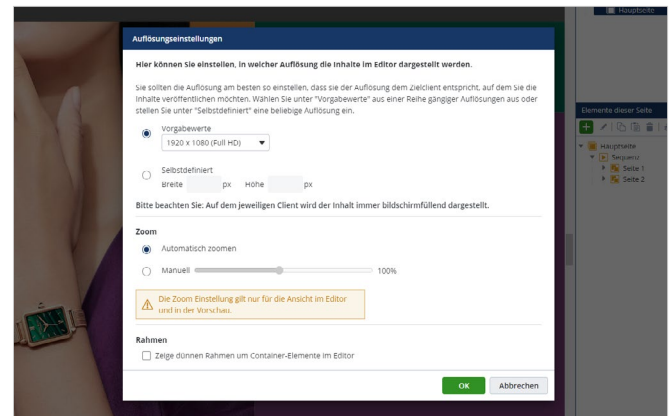 Hauptseite
Auflösungseinstellungen
Hier können Sie einstellen, in welcher Auflösung die Inhalte im Editor dargestellt werden.
Sie sollten die Auflösung am besten so einstellen, dass sie der Auflösung dem Zielclient entspricht, auf dem Sie die
Inhalte veröffentlichen möchten. Wählen Sie unter "Vorgabewerte" aus einer Reihe gängiger Auflösungen aus oder
stellen Sie unter "Selbstdefiniert" eine beliebige Auflösung ein.
Vorgabewerte
1920 x 1080 (Full HD)
Selbstdefiniert
Breite px Höhe px
Bitte beachten Sie: Auf dem jeweiligen Client wird der Inhalt immer bildschirmfüllend dargestellt.
Zoom
Automatisch zoomen
Manuell 100%
Die Zoom Einstellung gilt nur für die Ansicht im Editor
und in der Vorschau.
Rahmen
Zeige dünnen Rahmen um Container-Elemente im Editor
OK Abbrechen
Elemente dieser Seite
Hauptseite
Sequenz
Seite 1
Seite 2